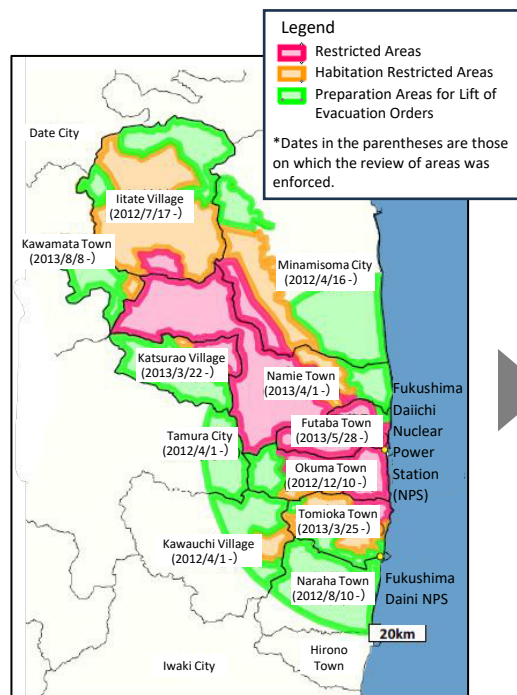 Legend
Restricted Areas
Habitation Restricted Areas
Preparation Areas for Lift of
Evacuation Orders
*Dates in the parentheses are those
on which the review of areas was
enforced.
Date City
Iitate Village
(2012/7/17 -)
Kawamata Town
(2013/8/8 -)
Minamisoma City
(2012/4/16 -)
Katsurao Village
(2013/3/22 -)
Namie Town
(2013/4/1 -)
Fukushima
Daiichi
Nuclear
Power
Station
(NPS)
Futaba Town
(2013/5/28 -)
Tamura City
(2012/4/1 -)
Okuma Town
(2012/12/10 -)
Tomioka Town
(2013/3/25 -)
Kawauchi Village
(2012/4/1 -)
Naraha Town
(2012/8/10 -)
Fukushima
Daini NPS
20km
Hirono
Town
Iwaki City